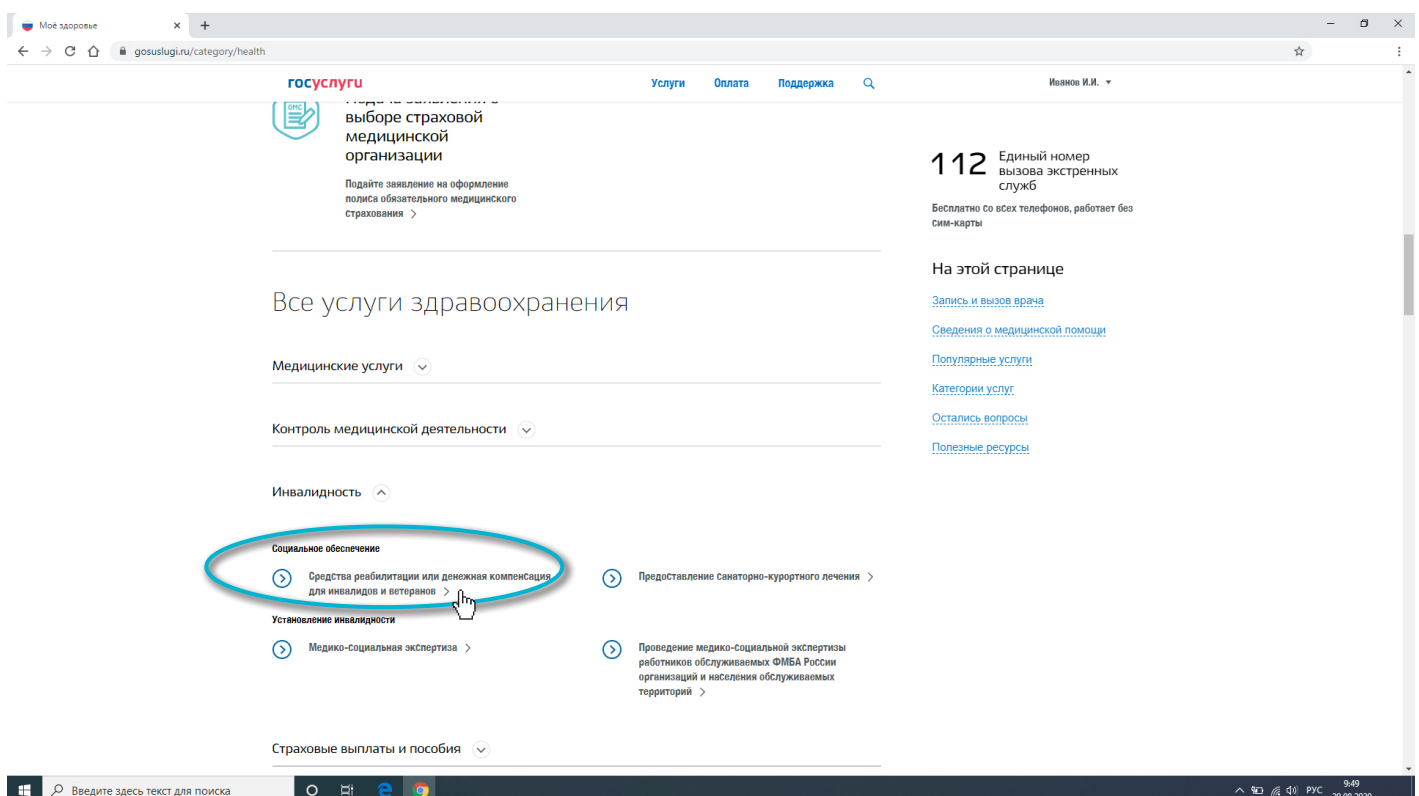 Моё здоровье
gosuslugi.ru/category/health
госуслуги
Услуги Оплата Поддержка
Иванов И.И.
ОМС
выборе страховой
медицинской
организации
Подайте заявление на оформление
полиса обязательного медицинского
страхования
Все услуги здравоохранения
Медицинские услуги
Контроль медицинской деятельности
Инвалидность
Социальное обеспечение
Средства реабилитации или денежная компенсация
для инвалидов и ветеранов
Предоставление санаторно-курортного лечения
Установление инвалидности
Медико-социальная экспертиза
Проведение медико-социальной экспертизы
работников обслуживаемых ФМБА России
организаций и населения обслуживаемых
территорий
Страховые выплаты и пособия
112
Единый номер
вызова экстренных
служб
Бесплатно со всех телефонов, работает без
сим-карты
На этой странице
Запись и вызов врача
Сведения о медицинской помощи
Популярные услуги
Категории услуг
Остались вопросы
Полезные ресурсы
Введите здесь текст для поиска
РУС
9:49